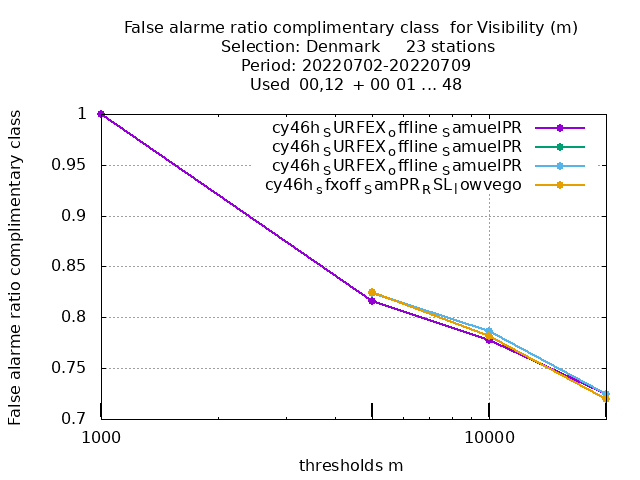 False alarme ratio complimentary class  for Visibility (m)
Selection: Denmark     23 stations
Period: 20220702-20220709
Used  00,12  + 00 01 ... 48
False alarme ratio complimentary class
1
0.95
0.9
0.85
0.8
0.75
0.7
cy46h_SURFEX_offline_SamuelPR
cy46h_SURFEX_offline_SamuelPR
cy46h_SURFEX_offline_SamuelPR
cy46h_sfxoff_SamPR_RSL_lowvego
1000
10000
thresholds m